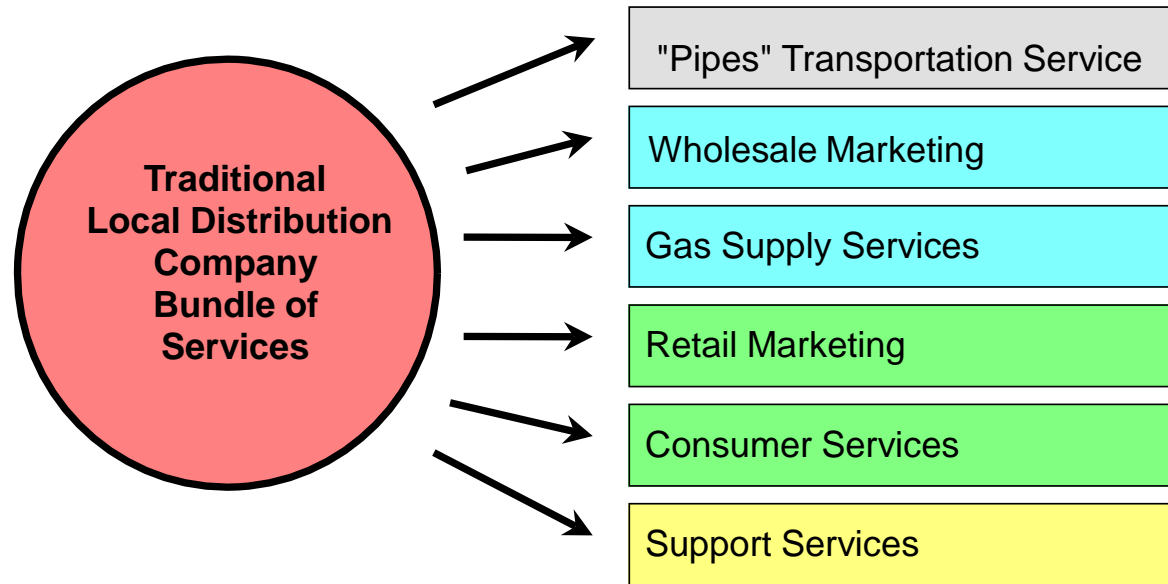 Traditional
Local Distribution
Company
Bundle of
Services
"Pipes" Transportation Service
Wholesale Marketing
Gas Supply Services
Retail Marketing
Consumer Services
Support Services